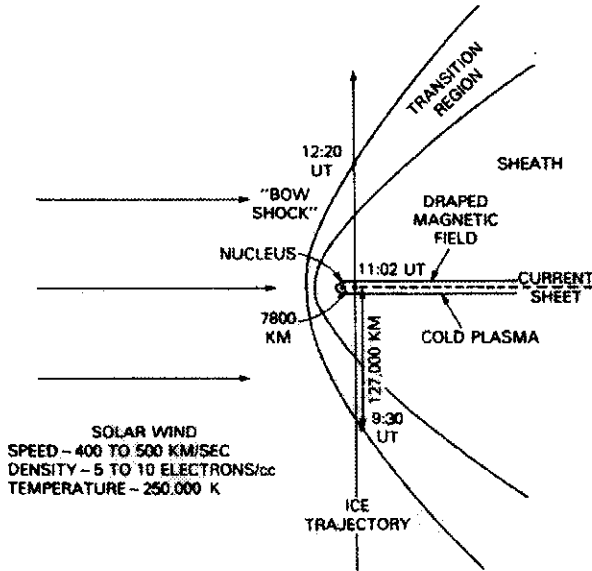 TRANSITION
REGION
12:20
UT
SHEATH
"BOW
SHOCK"
DRAPED
MAGNETIC
FIELD
NUCLEUS
11:02 UT
CURRENT
SHEET
7800
KM
COLD PLASMA
127,000 KM
9:30
UT
SOLAR WIND
SPEED ~ 400 TO 500 KM/SEC
DENSITY ~ 5 TO 10 ELECTRONS/cc
TEMPERATURE ~ 250,000 K
ICE
TRAJECTORY